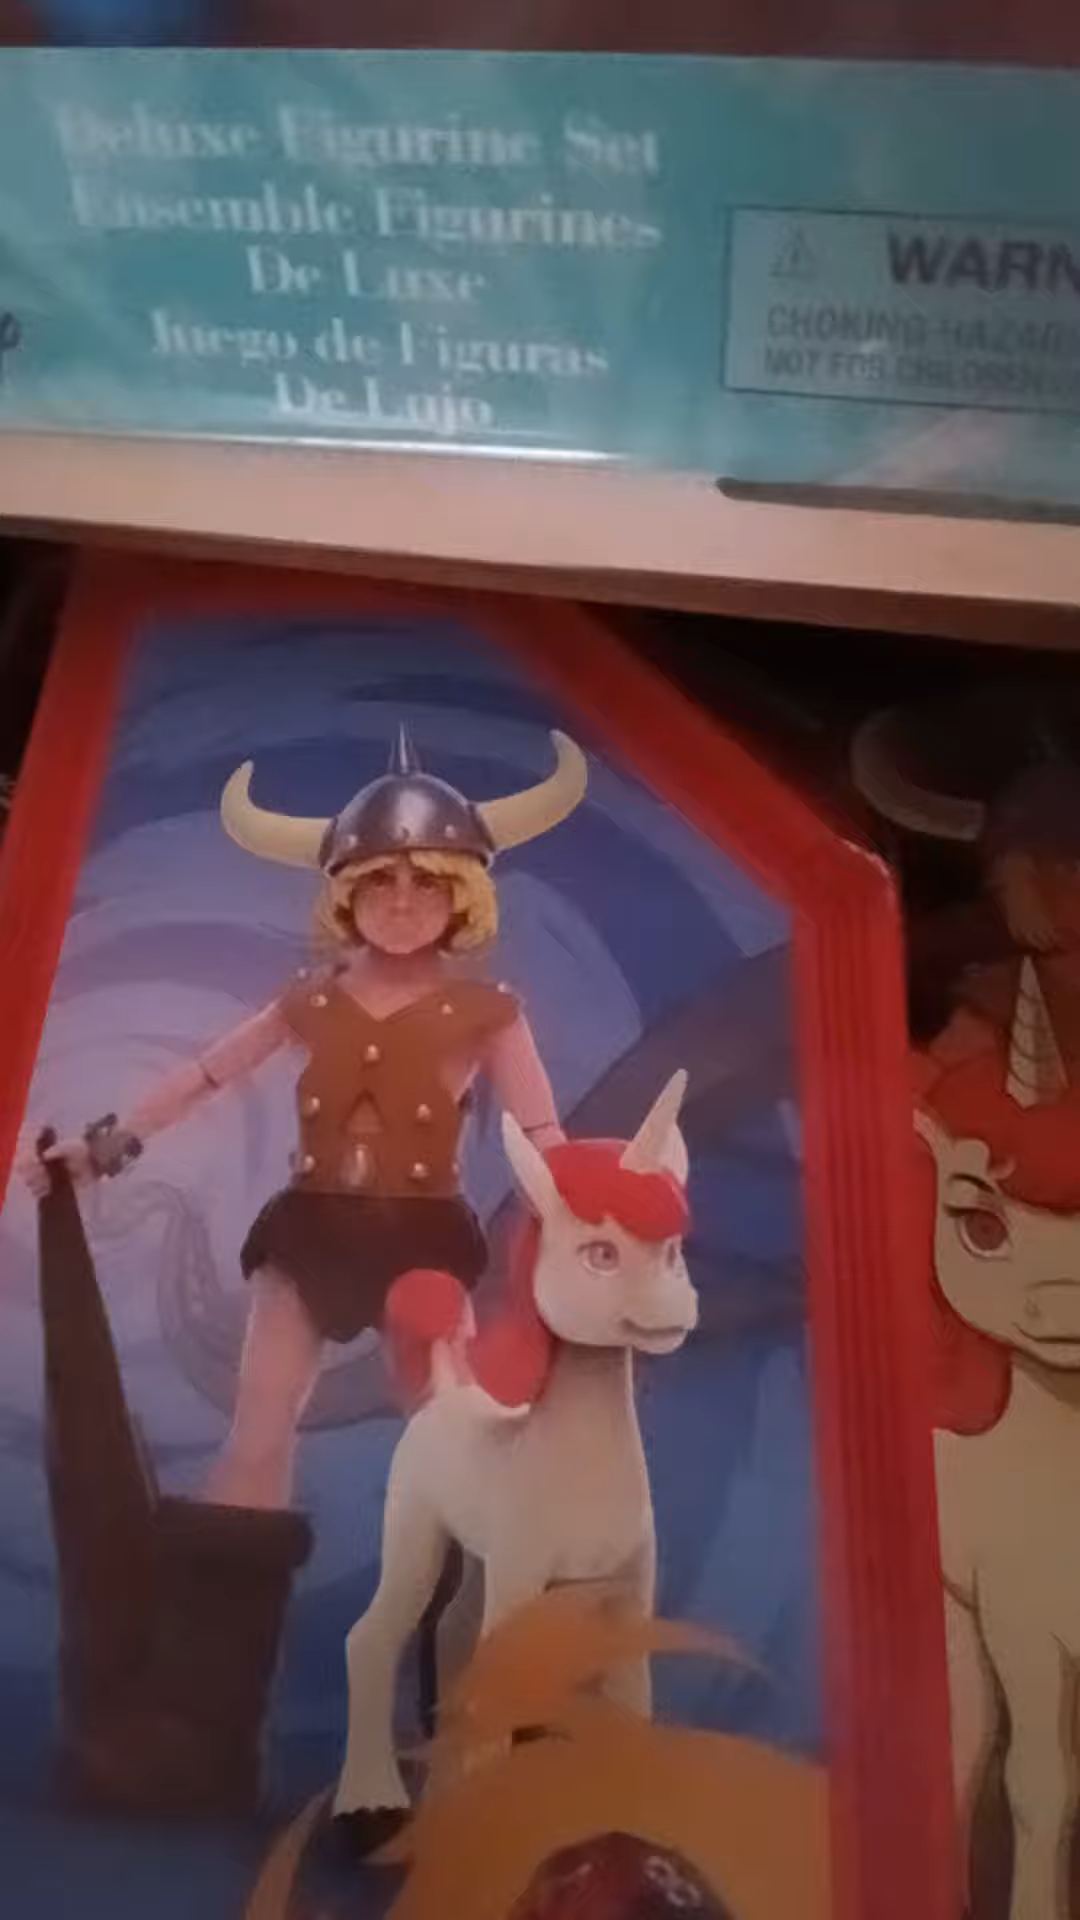 Deluxe Figurine Set
Ensemble Figurines
De Luxe
Juego de Figuras
De Lujo
WARN
CHOKING HAZARD
NOT FOR CHILDREN